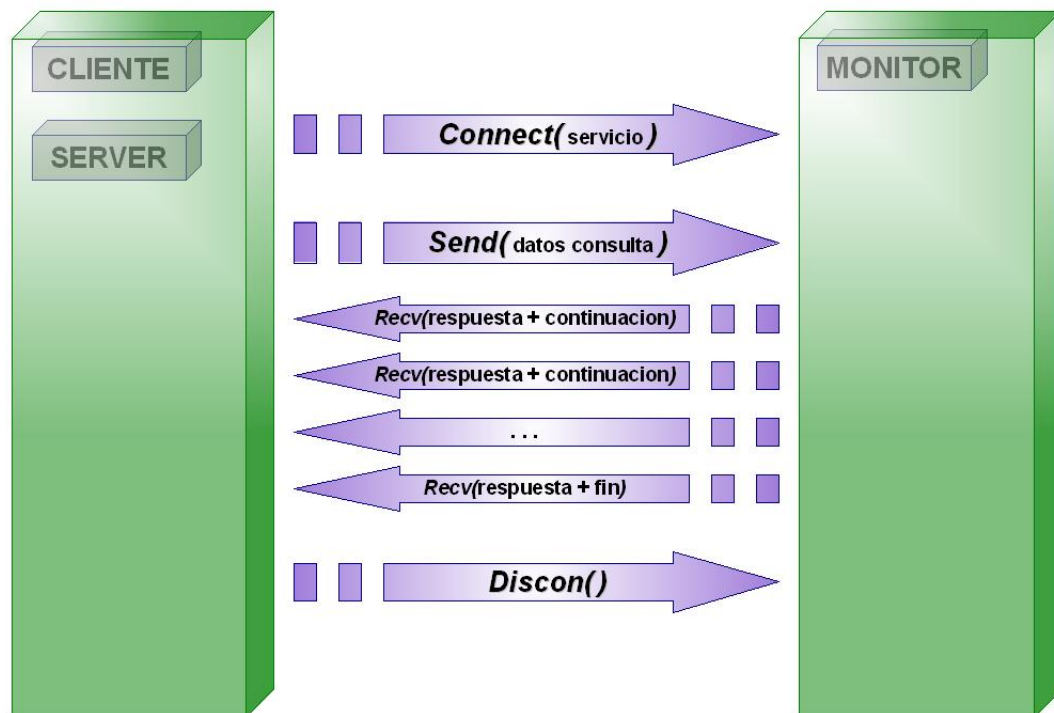 CLIENTE
SERVER
MONITOR
Connect( servicio )
Send( datos consulta )
Recv(respuesta + continuacion)
Recv(respuesta + continuacion)
. . .
Recv(respuesta + fin)
Discon()